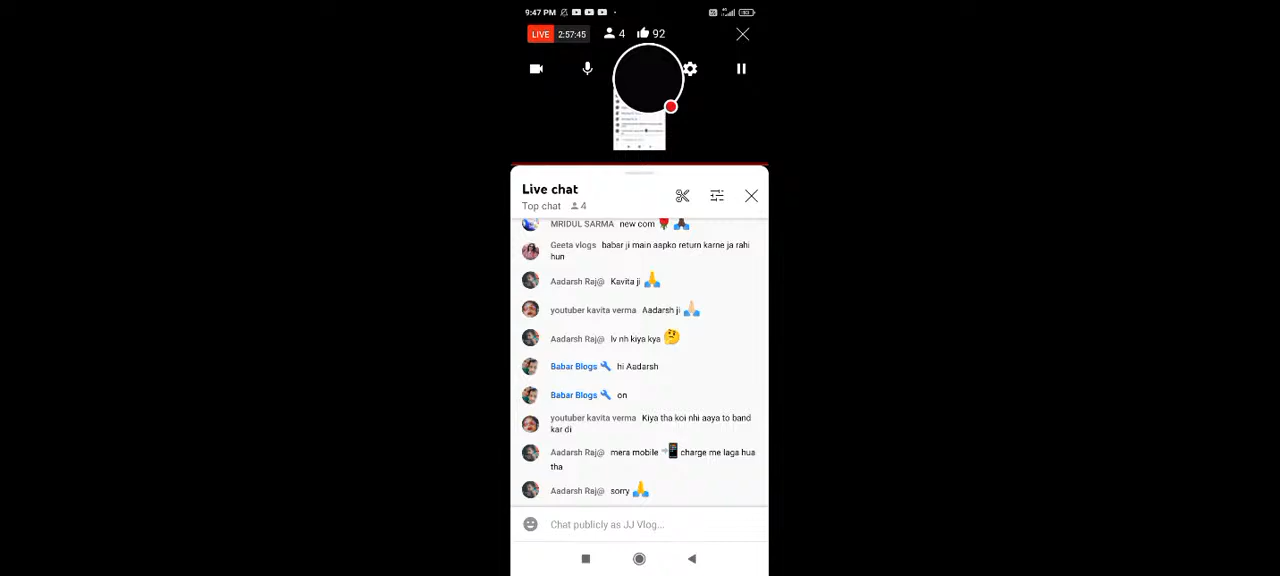 9:47 PM
LIVE 2:57:45 4 92
Live chat
Top chat 4
MRIDUL SARMA new com
Geeta vlogs babar ji main aapko return karne ja rahi
hun
Aadarsh Raj@ Kavita ji
youtuber kavita verma Aadarsh ji
Aadarsh Raj@ lv nh kiya kya
Babar Blogs hi Aadarsh
Babar Blogs on
youtuber kavita verma Kiya tha koi nhi aaya to band
kar di
Aadarsh Raj@ mera mobile charge me laga hua
tha
Aadarsh Raj@ sorry
Chat publicly as JJ Vlog...